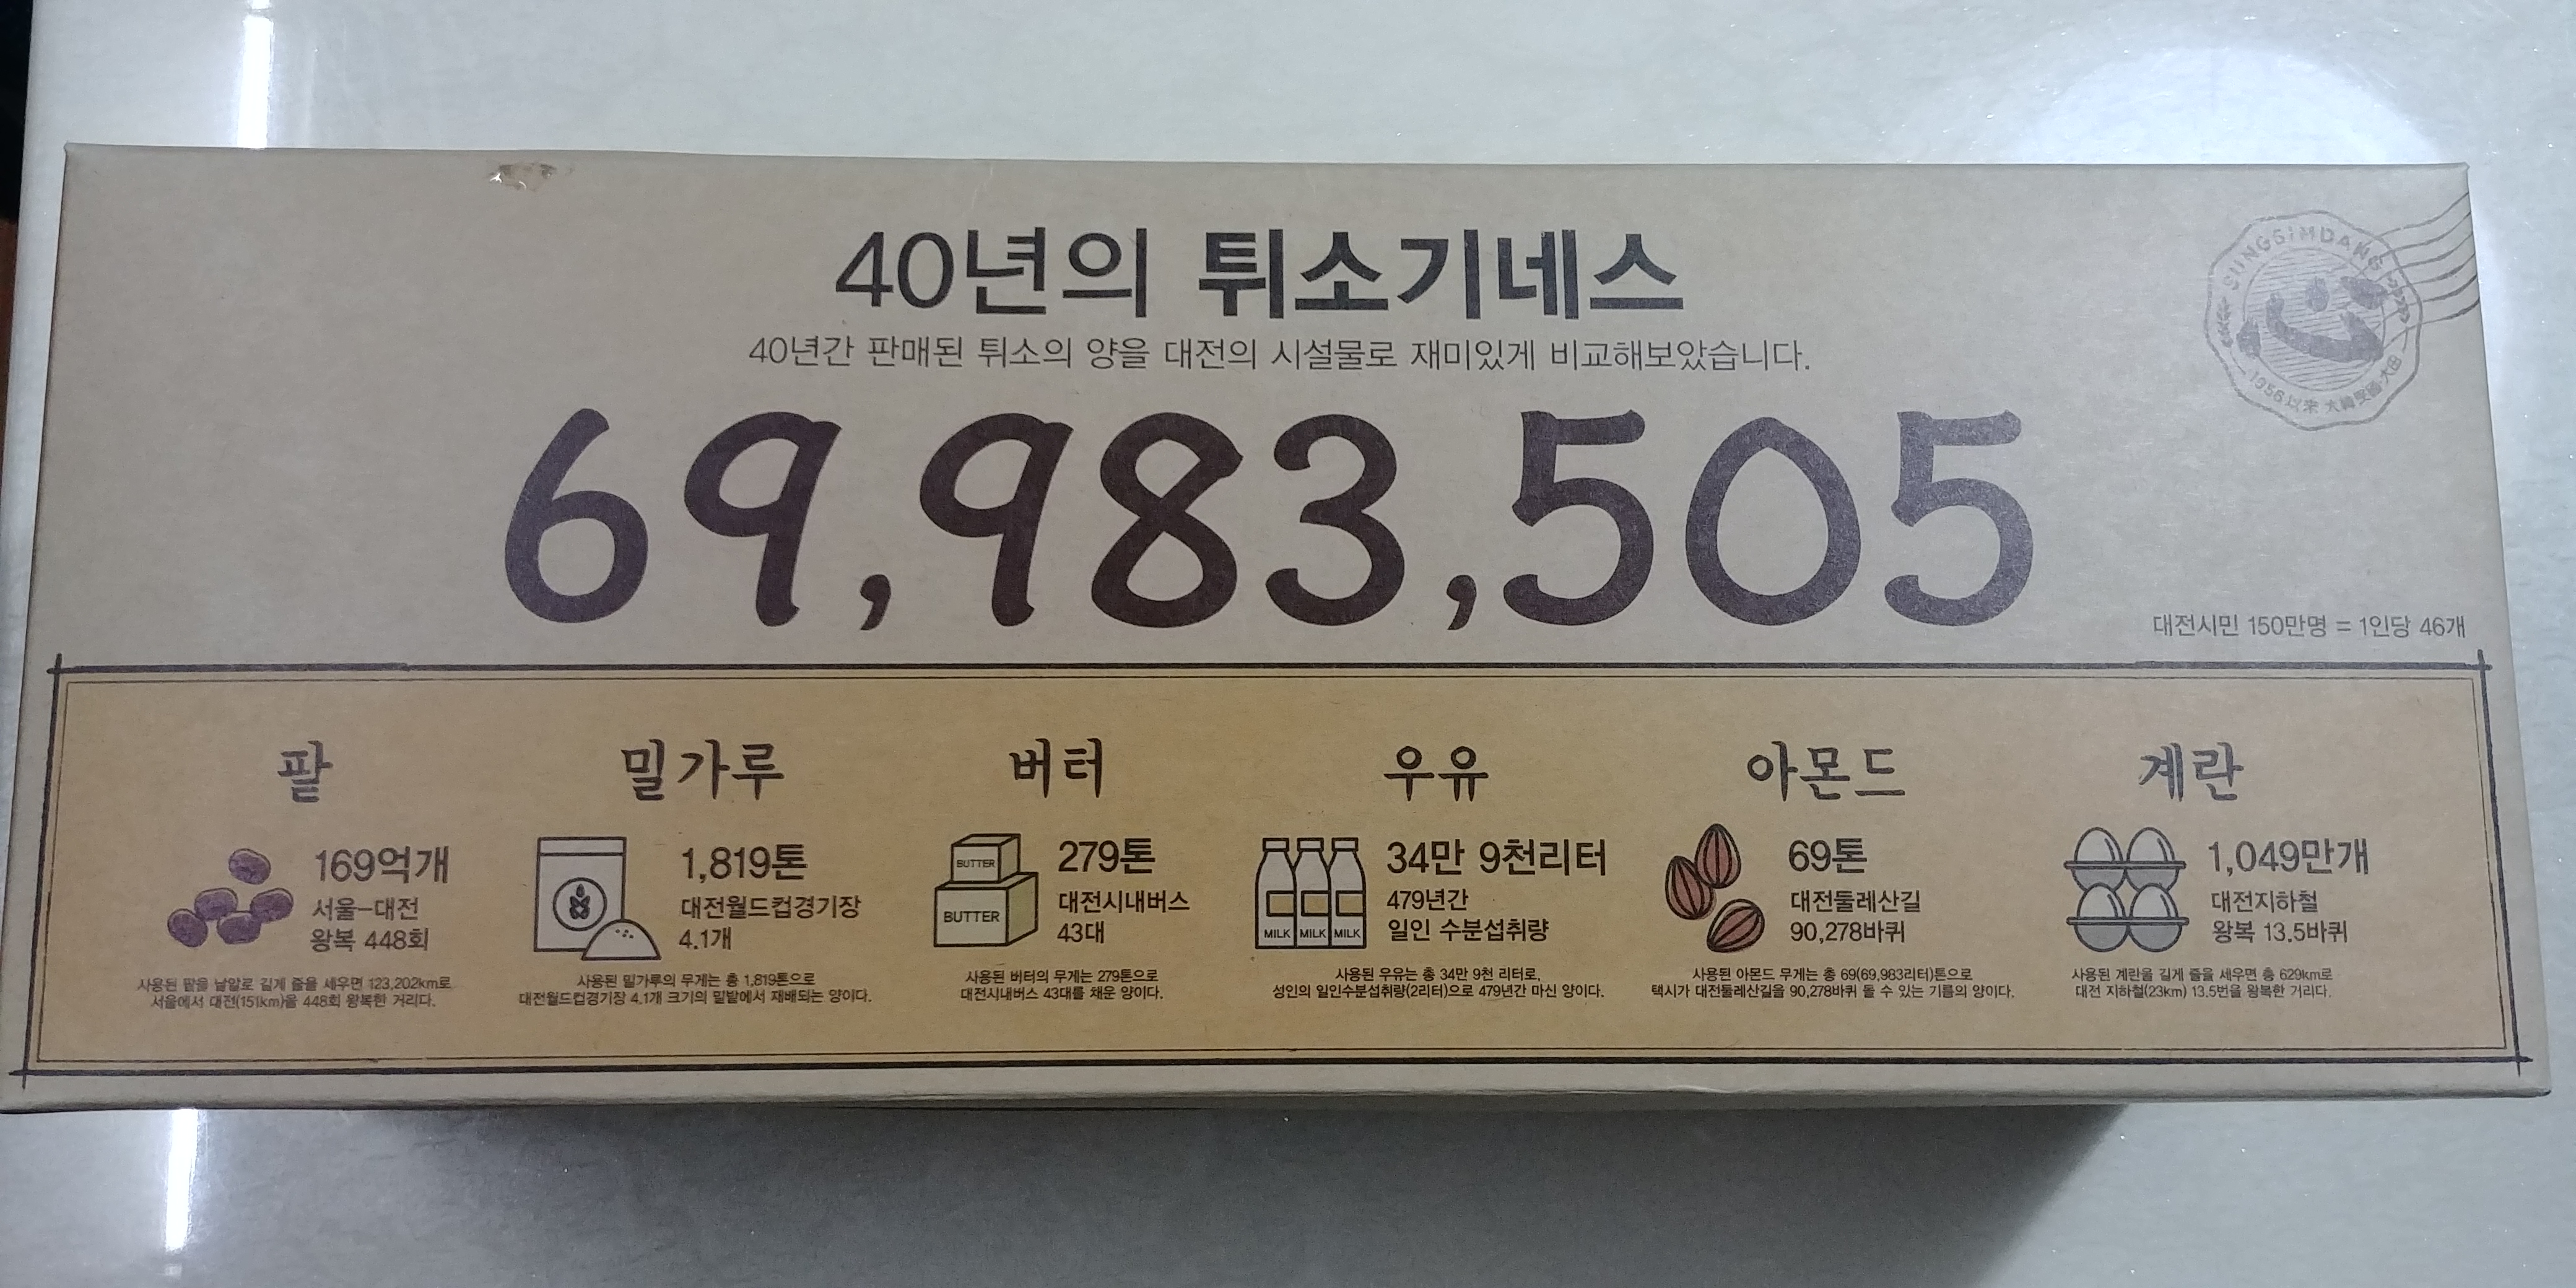 40년의 튀소기네스
40년간 판매된 튀소의 양을 대전의 시설물로 재미있게 비교해보았습니다.
SUNGSIMDANG
1956 以來 大韓民國 大田
69,983,505
대전시민 150만명 = 1인당 46개
팥
169억개
서울-대전
왕복 448회
사용된 팥을 낱알로 길게 줄을 세우면 123,202km로
서울에서 대전(151km)을 448회 왕복한 거리다.
밀가루
1,819톤
대전월드컵경기장
4.1개
사용된 밀가루의 무게는 총 1,819톤으로
대전월드컵경기장 4.1개 크기의 밀밭에서 재배되는 양이다.
버터
BUTTER
BUTTER
279톤
대전시내버스
43대
사용된 버터의 무게는 279톤으로
대전시내버스 43대를 채운 양이다.
우유
MILK MILK MILK
34만 9천리터
479년간
일인 수분섭취량
사용된 우유는 총 34만 9천 리터로,
성인의 일인수분섭취량(2리터)으로 479년간 마신 양이다.
아몬드
69톤
대전둘레산길
90,278바퀴
사용된 아몬드 무게는 총 69(69,983리터)톤으로
택시가 대전둘레산길을 90,278바퀴 돌 수 있는 기름의 양이다.
계란
1,049만개
대전지하철
왕복 13.5바퀴
사용된 계란을 길게 줄을 세우면 총 629km로
대전 지하철(23km) 13.5번을 왕복한 거리다.